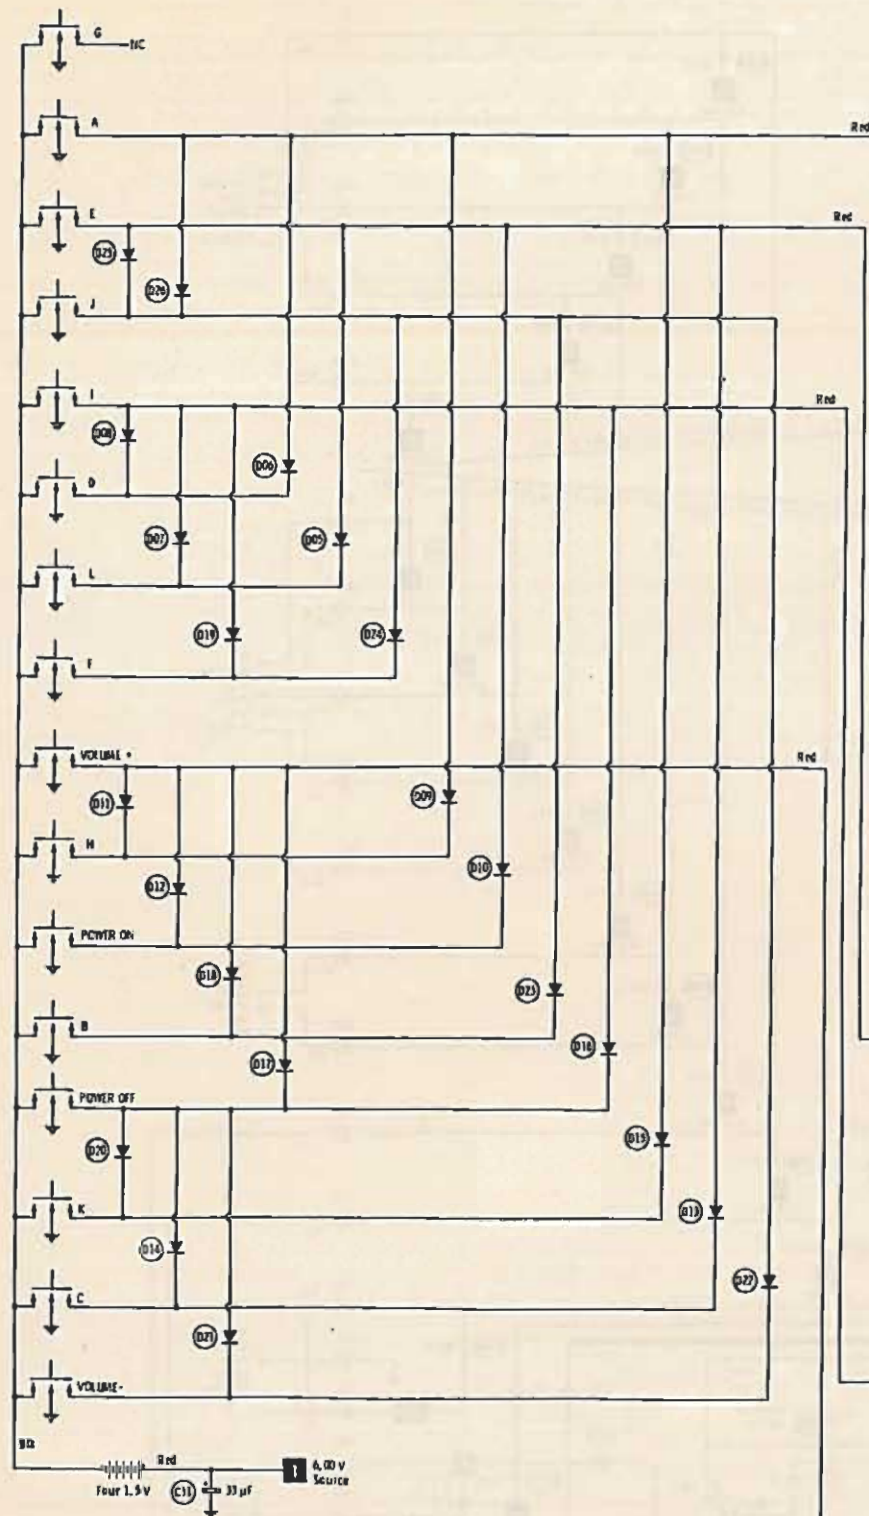 G
NC
A
Red
E
Red
D25
J
D26
I
Red
D08
D06
D
D07
D05
L
D19
D24
F
VOLUME +
Red
D11
D09
H
D12
D10
POWER ON
D18
D23
B
D17
D16
POWER OFF
D20
D15
K
D13
D14
C
D22
D21
VOLUME-
Red
1
6.00 V
Source
Four 1.5 V
C31
33 µF